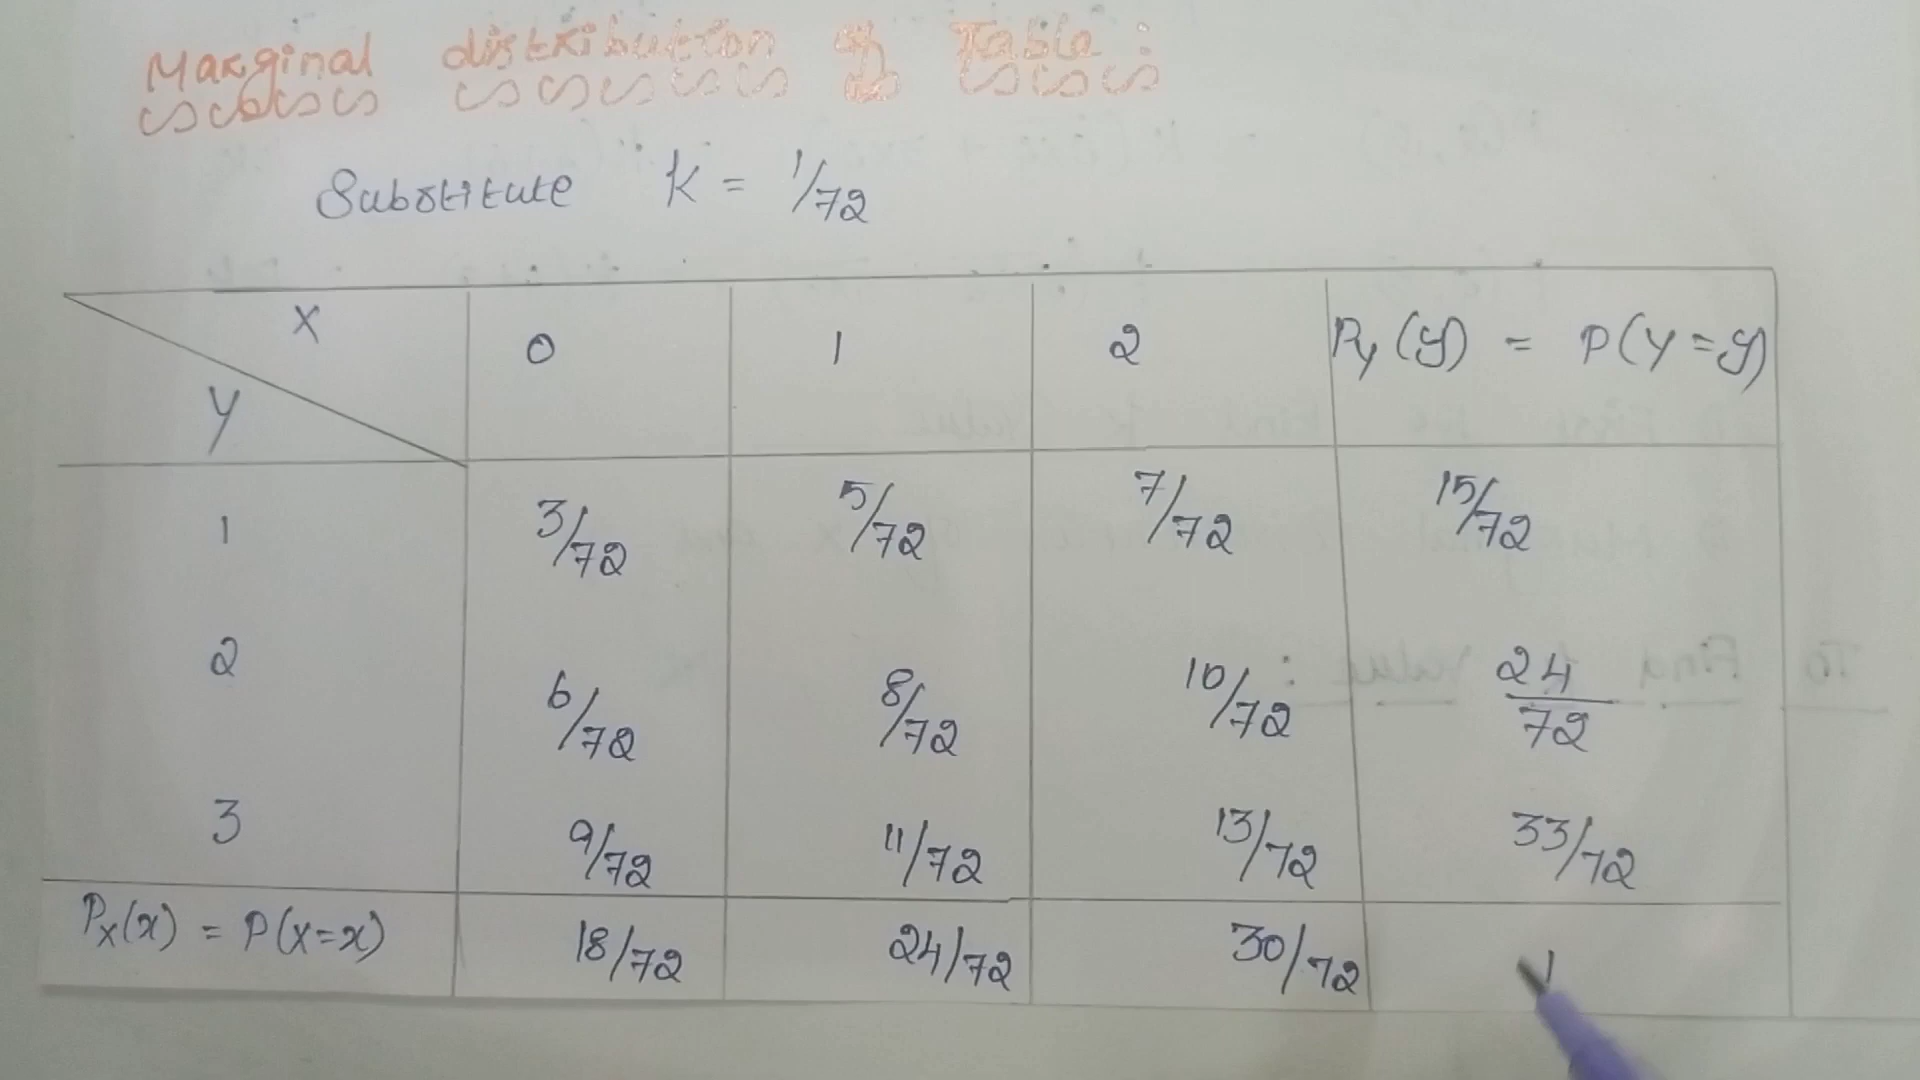 Marginal distribution of Table:
Substitute K = 1/72
X 0 1 2 Py(y) = P(Y=y)
Y
1 3/72 5/72 7/72 15/72
2 6/72 8/72 10/72 24/72
3 9/72 11/72 13/72 33/72
Px(x) = P(X=x) 18/72 24/72 30/72 1